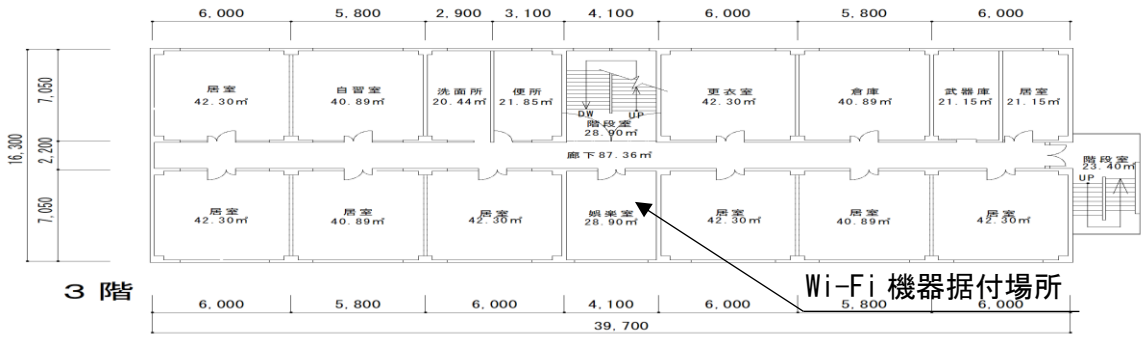 6,000 5,800 2,900 3,100 4,100 6,000 5,800 6,000
16,300
7,050
2,200
7,050
居室
42.30㎡
自習室
40.89㎡
洗面所
20.44㎡
便所
21.85㎡
DW UP
階段室
28.90㎡
更衣室
42.30㎡
倉庫
40.89㎡
武器庫
21.15㎡
居室
21.15㎡
廊下87.36㎡
階段室
23.40㎡
UP
居室
42.30㎡
居室
40.89㎡
居室
42.30㎡
娯楽室
28.90㎡
居室
42.30㎡
居室
40.89㎡
居室
42.30㎡
3階
Wi-Fi機器据付場所
6,000 5,800 6,000 4,100 6,000 5,800 6,000
39,700